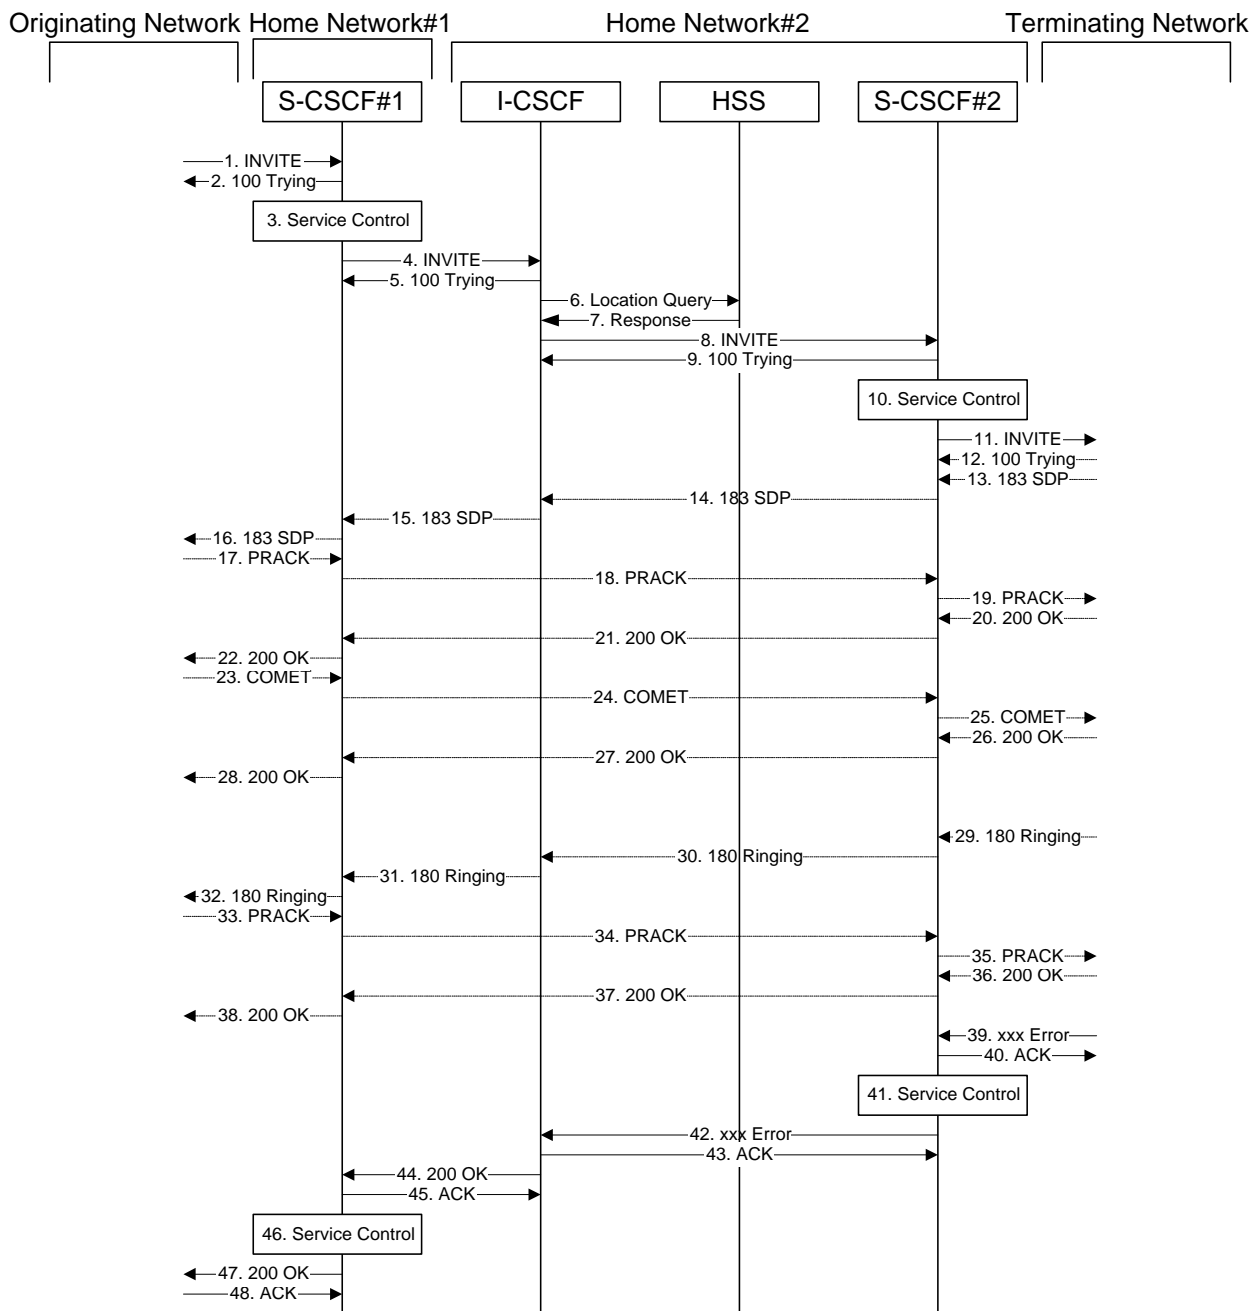 Originating Network Home Network#1 Home Network#2 Terminating Network
S-CSCF#1 I-CSCF HSS S-CSCF#2
1. INVITE
2. 100 Trying
3. Service Control
4. INVITE
5. 100 Trying
6. Location Query
7. Response
8. INVITE
9. 100 Trying
10. Service Control
11. INVITE
12. 100 Trying
13. 183 SDP
14. 183 SDP
15. 183 SDP
16. 183 SDP
17. PRACK
18. PRACK
19. PRACK
20. 200 OK
21. 200 OK
22. 200 OK
23. COMET
24. COMET
25. COMET
26. 200 OK
27. 200 OK
28. 200 OK
29. 180 Ringing
30. 180 Ringing
31. 180 Ringing
32. 180 Ringing
33. PRACK
34. PRACK
35. PRACK
36. 200 OK
37. 200 OK
38. 200 OK
39. xxx Error
40. ACK
41. Service Control
42. xxx Error
43. ACK
44. 200 OK
45. ACK
46. Service Control
47. 200 OK
48. ACK